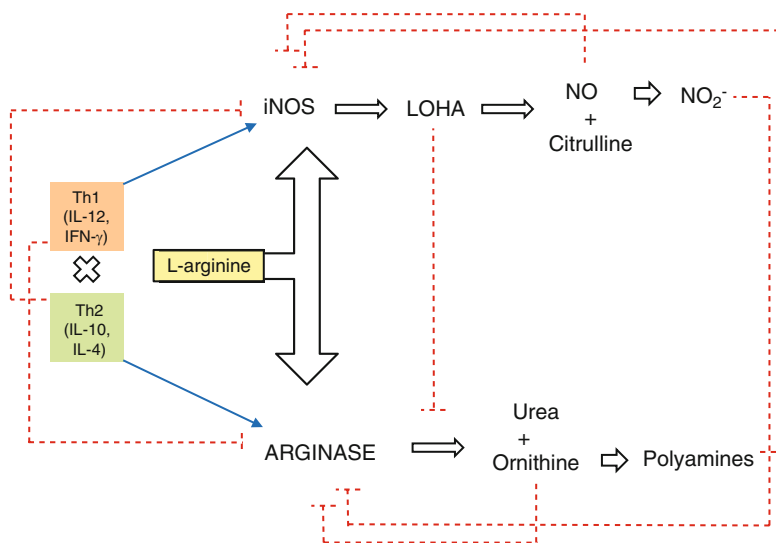 iNOS
LOHA
NO
+
Citrulline
NO₂⁻
Th1
(IL-12,
IFN-γ)
L-arginine
Th2
(IL-10,
IL-4)
ARGINASE
Urea
+
Ornithine
Polyamines